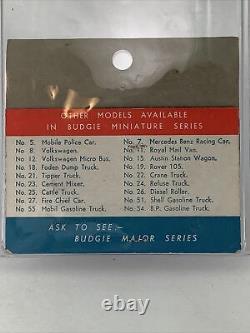 OTHER MODELS AVAILABLE
IN BUDGIE MINIATURE SERIES
No. 5. Mobile Police Car.
No. 8. Volkswagen.
No. 12. Volkswagen Micro Bus.
No. 18. Foden Dump Truck.
No. 21. Tipper Truck.
No. 23. Cement Mixer.
No. 25. Cattle Truck.
No. 27. Fire Chief Car.
No. 55. Mobil Gasoline Truck.
No. 7. Mercedes Benz Racing Car.
No. 11. Royal Mail Van.
No. 15. Austin Station Wagon.
No. 19. Rover 105.
No. 22. Crane Truck.
No. 24. Refuse Truck.
No. 26. Diesel Roller.
No. 51. Shell Gasoline Truck.
No. 54. B.P. Gasoline Truck.
ASK TO SEE,-
BUDGIE MAJOR SERIES